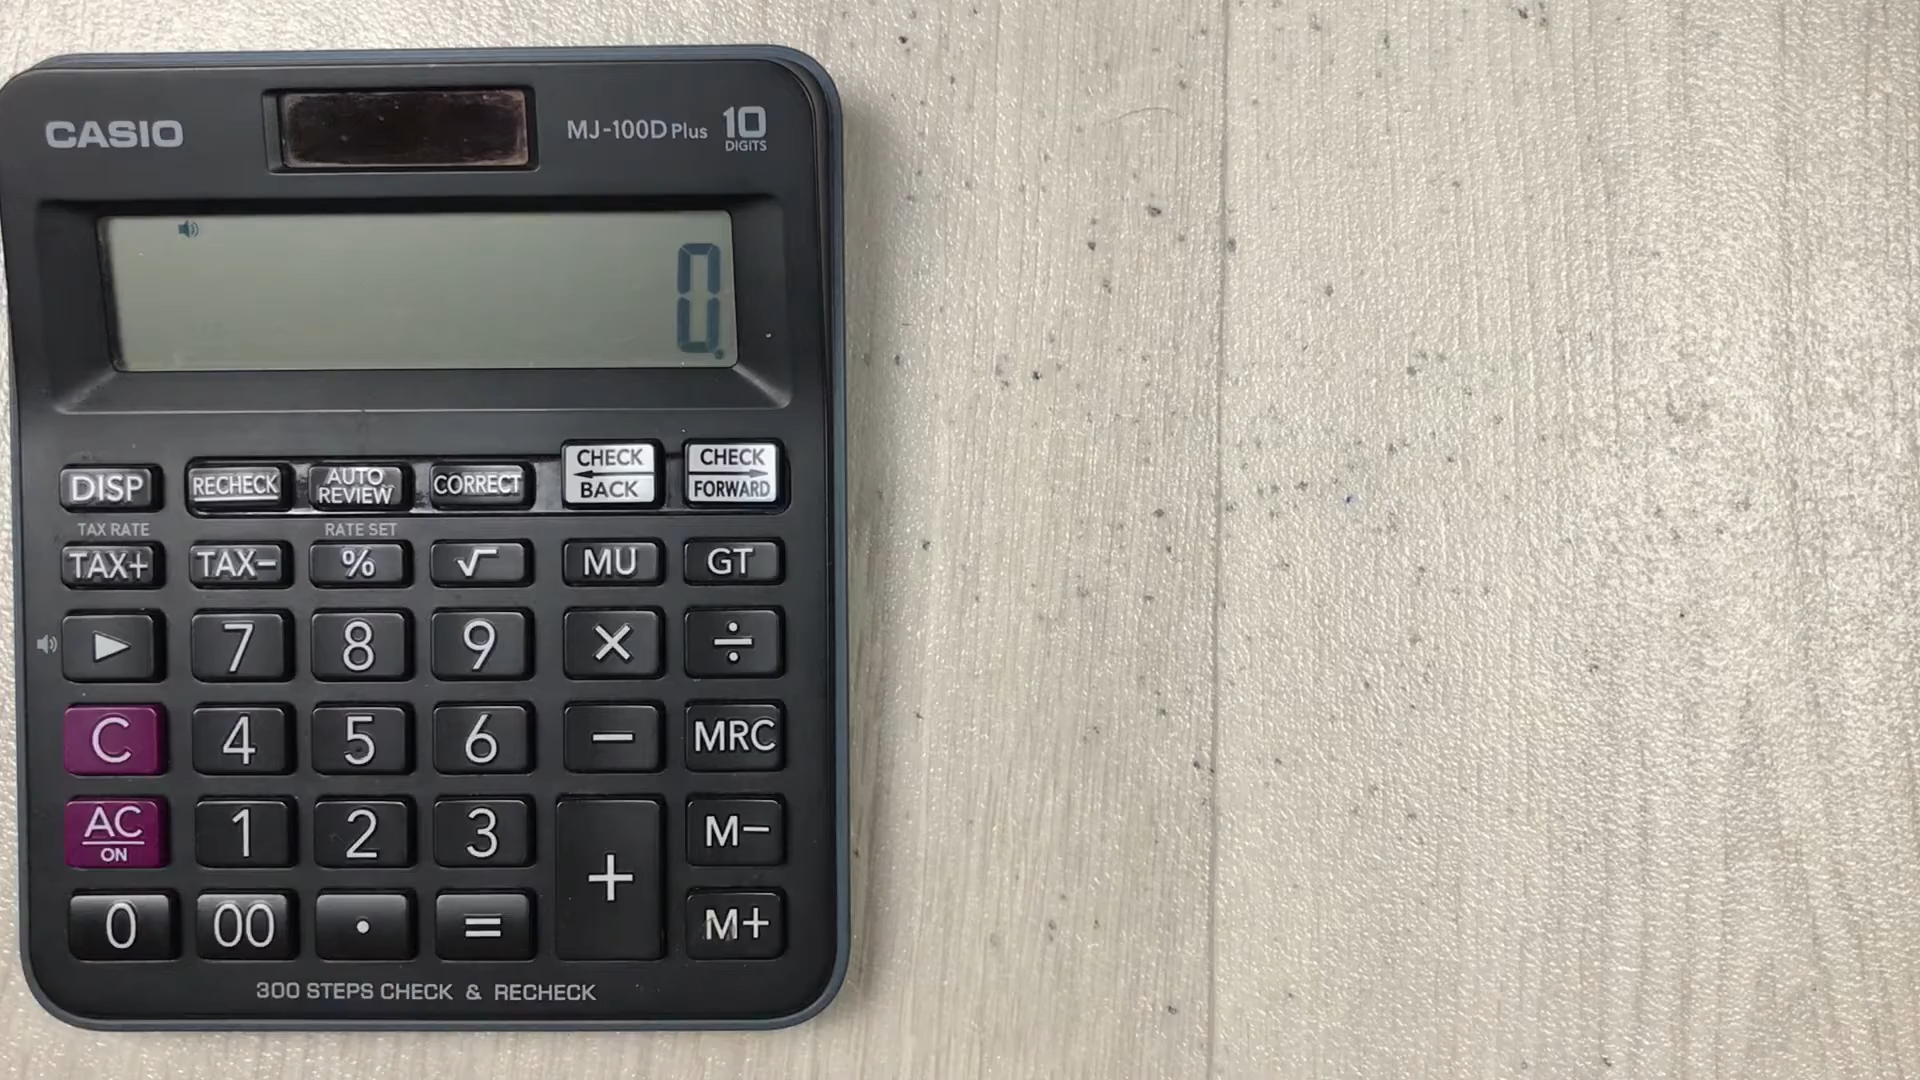 CASIO MJ-100D Plus 10 DIGITS
0.
DISP RECHECK AUTO REVIEW CORRECT CHECK BACK CHECK FORWARD
TAX RATE RATE SET
TAX+ TAX− % √ MU GT
7 8 9 × ÷
C 4 5 6 − MRC
AC ON 1 2 3 + M−
0 00 • = M+
300 STEPS CHECK & RECHECK